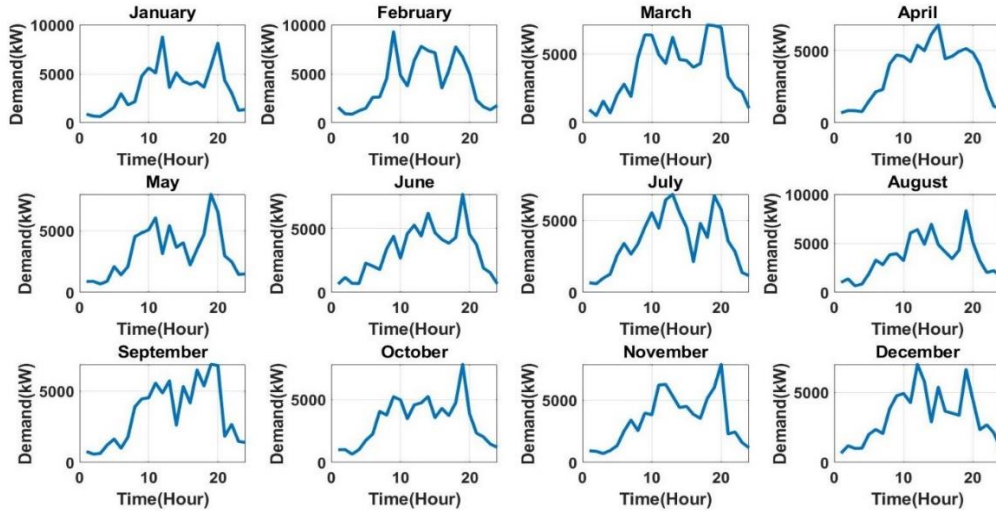 January
February
March
April
Demand(kW)
10000
5000
0
0
10
20
Time(Hour)
Demand(kW)
10000
5000
0
0
10
20
Time(Hour)
Demand(kW)
5000
0
0
10
20
Time(Hour)
Demand(kW)
5000
0
0
10
20
Time(Hour)
May
June
July
August
Demand(kW)
5000
0
0
10
20
Time(Hour)
Demand(kW)
5000
0
0
10
20
Time(Hour)
Demand(kW)
5000
0
0
10
20
Time(Hour)
Demand(kW)
10000
5000
0
0
10
20
Time(Hour)
September
October
November
December
Demand(kW)
5000
0
0
10
20
Time(Hour)
Demand(kW)
5000
0
0
10
20
Time(Hour)
Demand(kW)
5000
0
0
10
20
Time(Hour)
Demand(kW)
5000
0
0
10
20
Time(Hour)